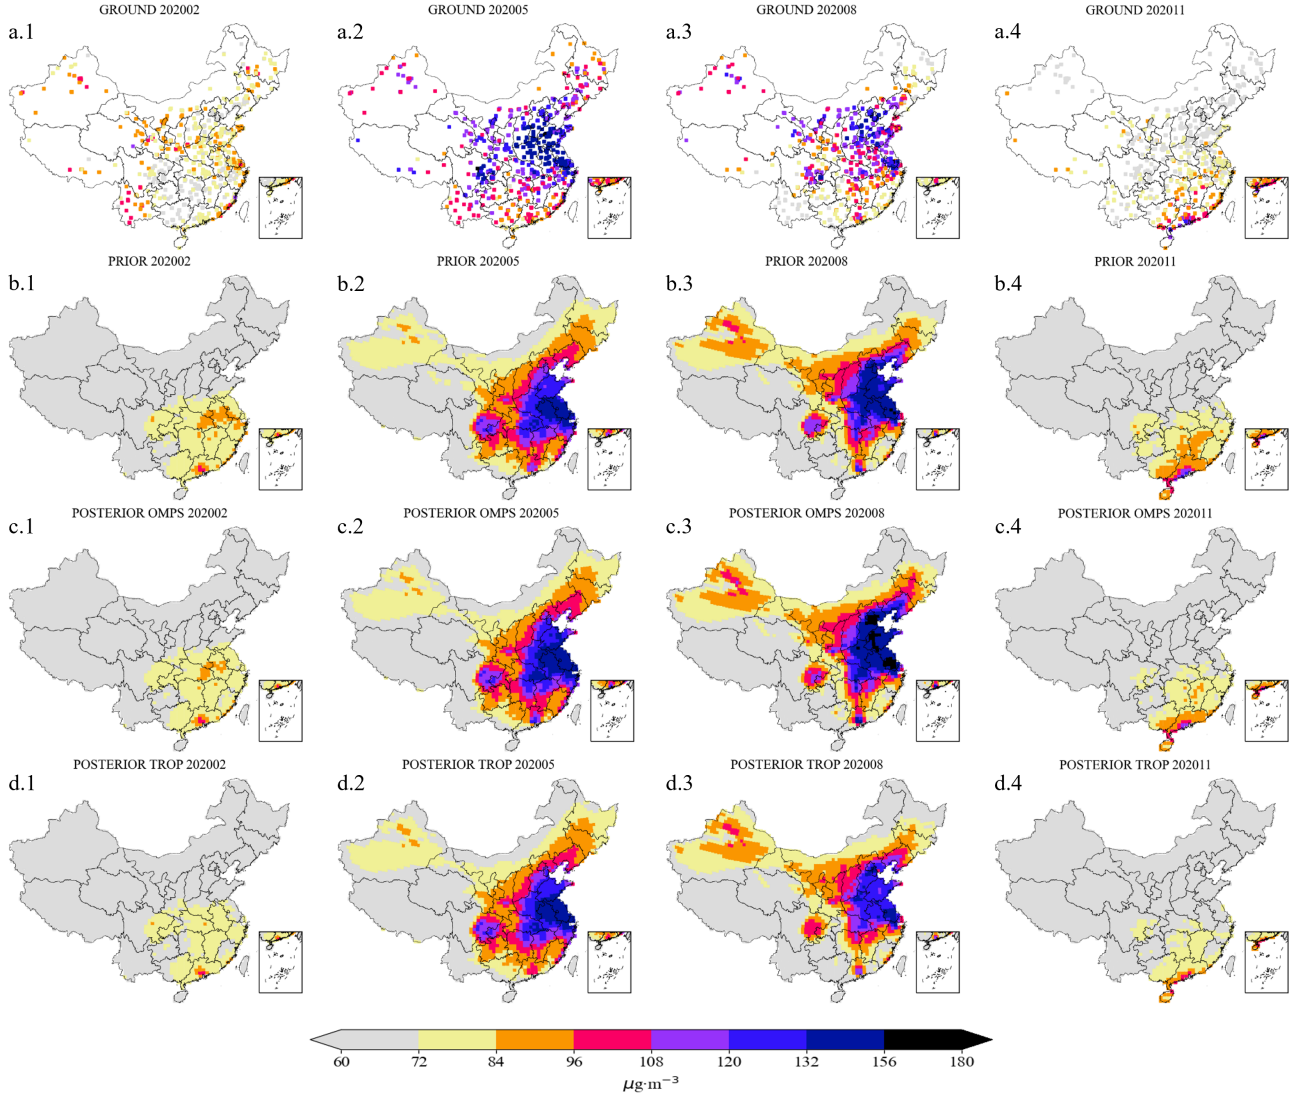 GROUND 202002
GROUND 202005
GROUND 202008
GROUND 202011
a.1
a.2
a.3
a.4
PRIOR 202002
PRIOR 202005
PRIOR 202008
PRIOR 202011
b.1
b.2
b.3
b.4
POSTERIOR OMPS 202002
POSTERIOR OMPS 202005
POSTERIOR OMPS 202008
POSTERIOR OMPS 202011
c.1
c.2
c.3
c.4
POSTERIOR TROP 202002
POSTERIOR TROP 202005
POSTERIOR TROP 202008
POSTERIOR TROP 202011
d.1
d.2
d.3
d.4
60 72 84 96 108 120 132 156 180
μg·m⁻³